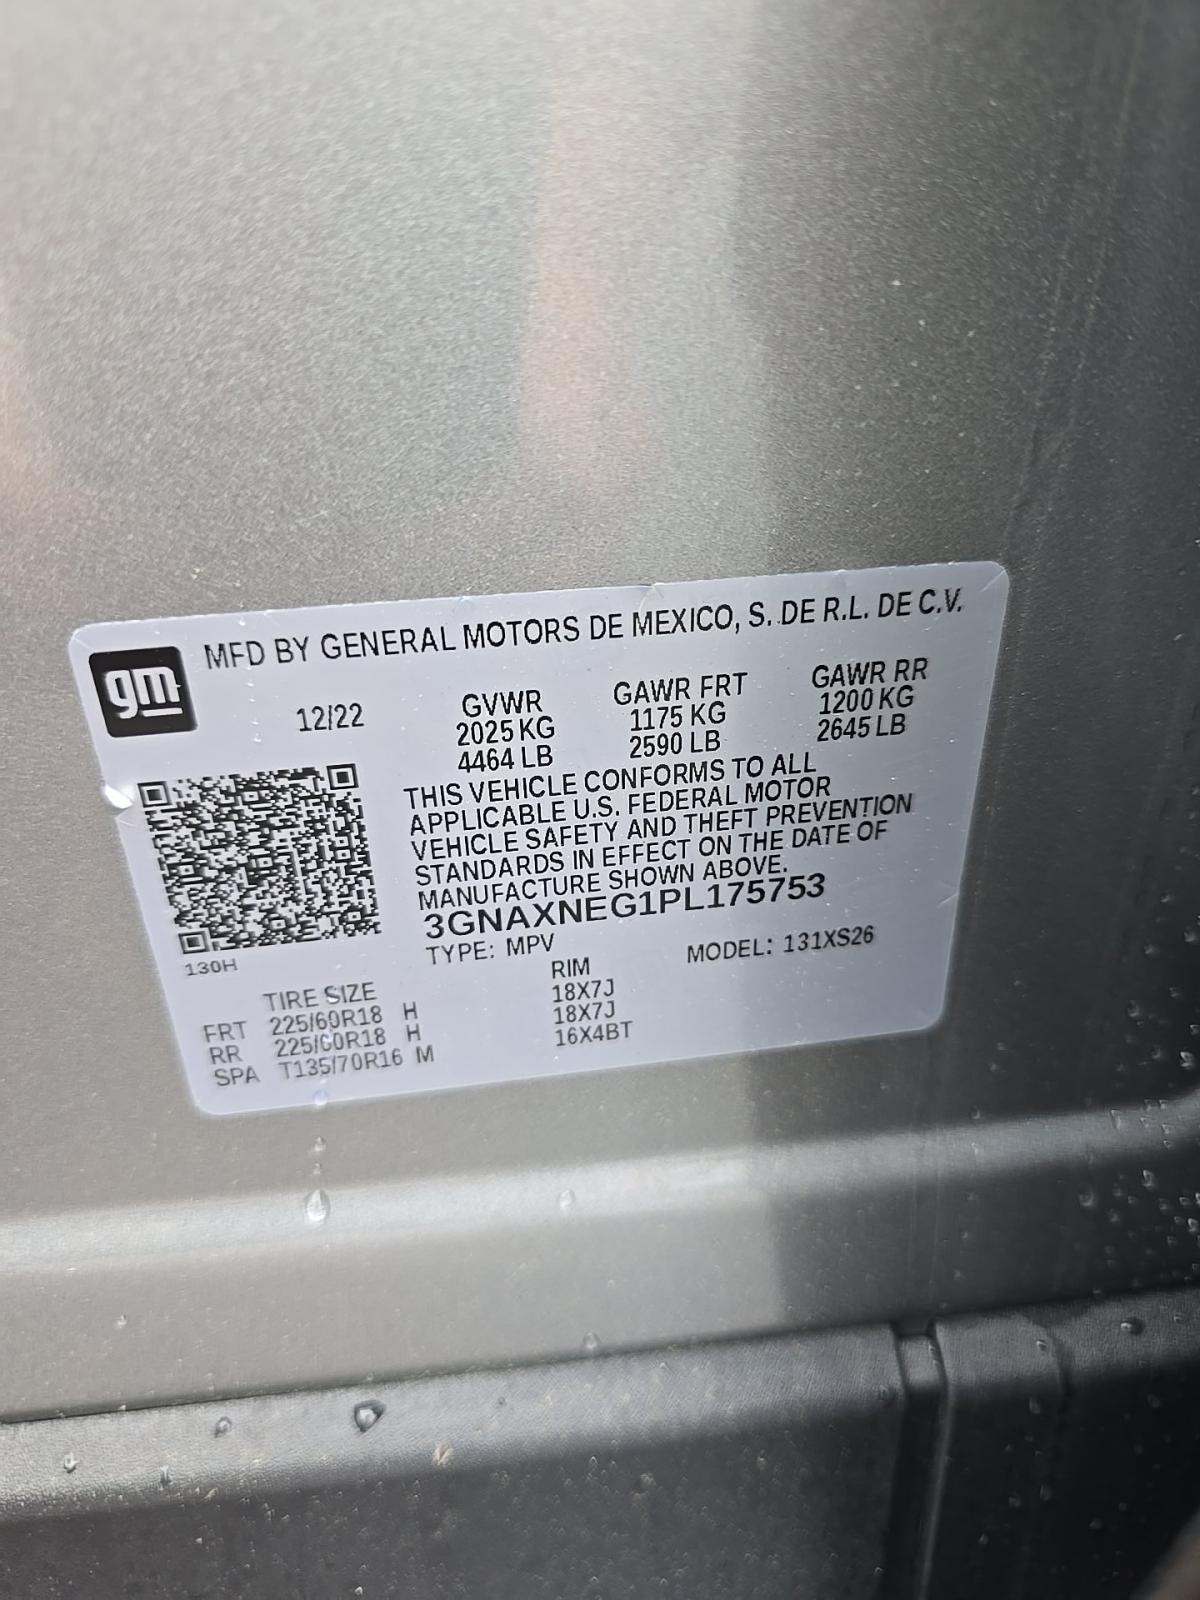 MFD BY GENERAL MOTORS DE MEXICO, S. DE R.L. DE C.V.
gm
12/22
GVWR GAWR FRT GAWR RR
2025 KG 1175 KG 1200 KG
4464 LB 2590 LB 2645 LB
THIS VEHICLE CONFORMS TO ALL
APPLICABLE U.S. FEDERAL MOTOR
VEHICLE SAFETY AND THEFT PREVENTION
STANDARDS IN EFFECT ON THE DATE OF
MANUFACTURE SHOWN ABOVE.
3GNAXNEG1PL175753
TYPE: MPV MODEL: 131XS26
130H
TIRE SIZE RIM
FRT 225/60R18 H 18X7J
RR 225/60R18 H 18X7J
SPA T135/70R16 M 16X4BT